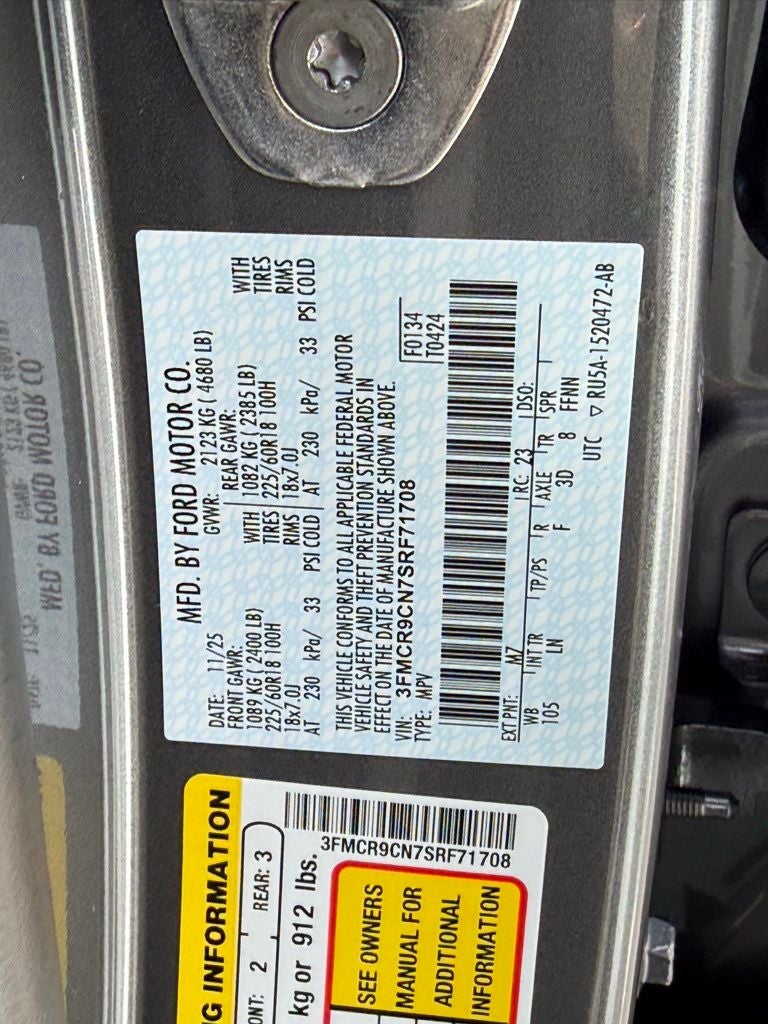 MFD. BY FORD MOTOR CO.
DATE: 11/25 GVWR: 2123 KG ( 4680 LB)
FRONT GAWR: REAR GAWR:
1089 KG ( 2400 LB) WITH 1082 KG ( 2385 LB) WITH
225/60R18 100H TIRES 225/60R18 100H TIRES
18x7.0J RIMS 18x7.0J RIMS
AT 230 kPa/ 33 PSI COLD AT 230 kPa/ 33 PSI COLD
THIS VEHICLE CONFORMS TO ALL APPLICABLE FEDERAL MOTOR
VEHICLE SAFETY AND THEFT PREVENTION STANDARDS IN
EFFECT ON THE DATE OF MANUFACTURE SHOWN ABOVE.
VIN: 3FMCR9CN7SRF71708 F0134
TYPE: MPV T0424
EXT PNT: M7 RC: 23 DSO:
WB INT TR TP/PS R AXLE TR SPR
105 LN F 3D 8 FFNN
UTC ▽ RU5A-1520472-AB
NG INFORMATION
ONT: 2 REAR: 3
kg or 912 lbs.
3FMCR9CN7SRF71708
SEE OWNERS
MANUAL FOR
ADDITIONAL
INFORMATION
MFD. BY FORD MOTOR CO.